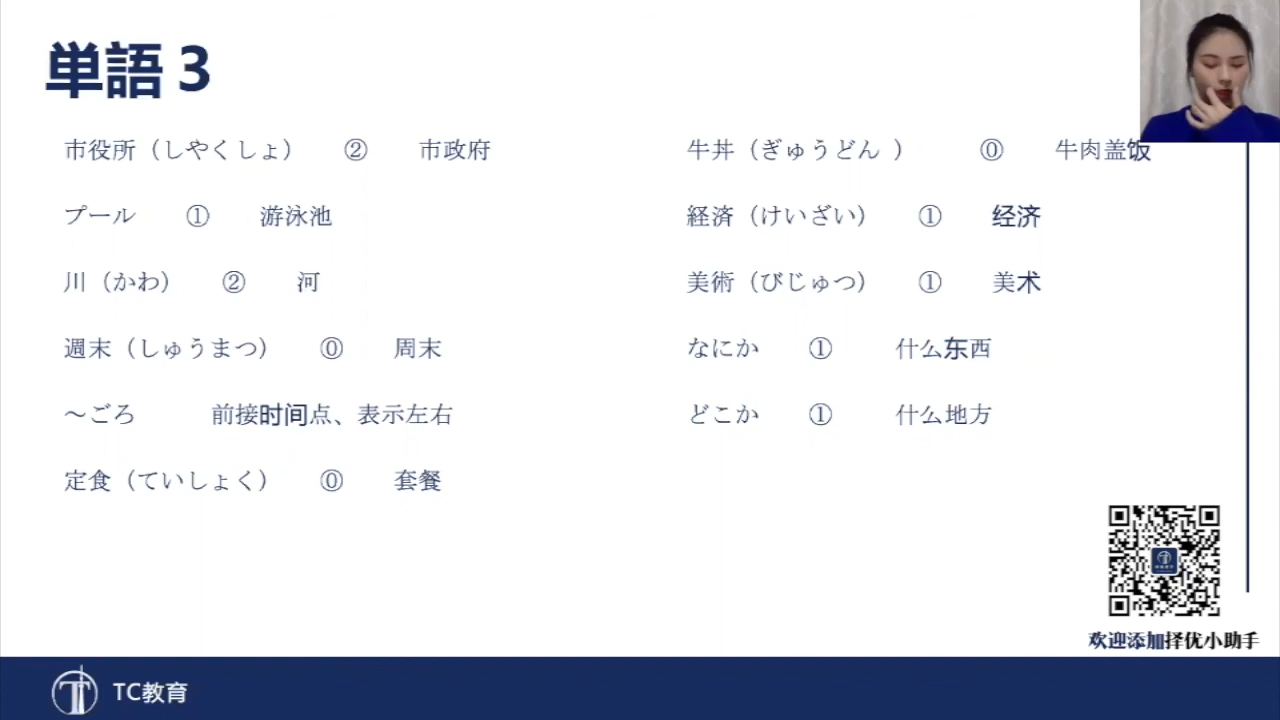 単語3
市役所（しやくしょ） ② 市政府
プール ① 游泳池
川（かわ） ② 河
週末（しゅうまつ） ⓪ 周末
～ごろ 前接时间点、表示左右
定食（ていしょく） ⓪ 套餐
牛丼（ぎゅうどん ） ⓪ 牛肉盖饭
経済（けいざい） ① 经济
美術（びじゅつ） ① 美术
なにか ① 什么东西
どこか ① 什么地方
欢迎添加择优小助手
TC教育